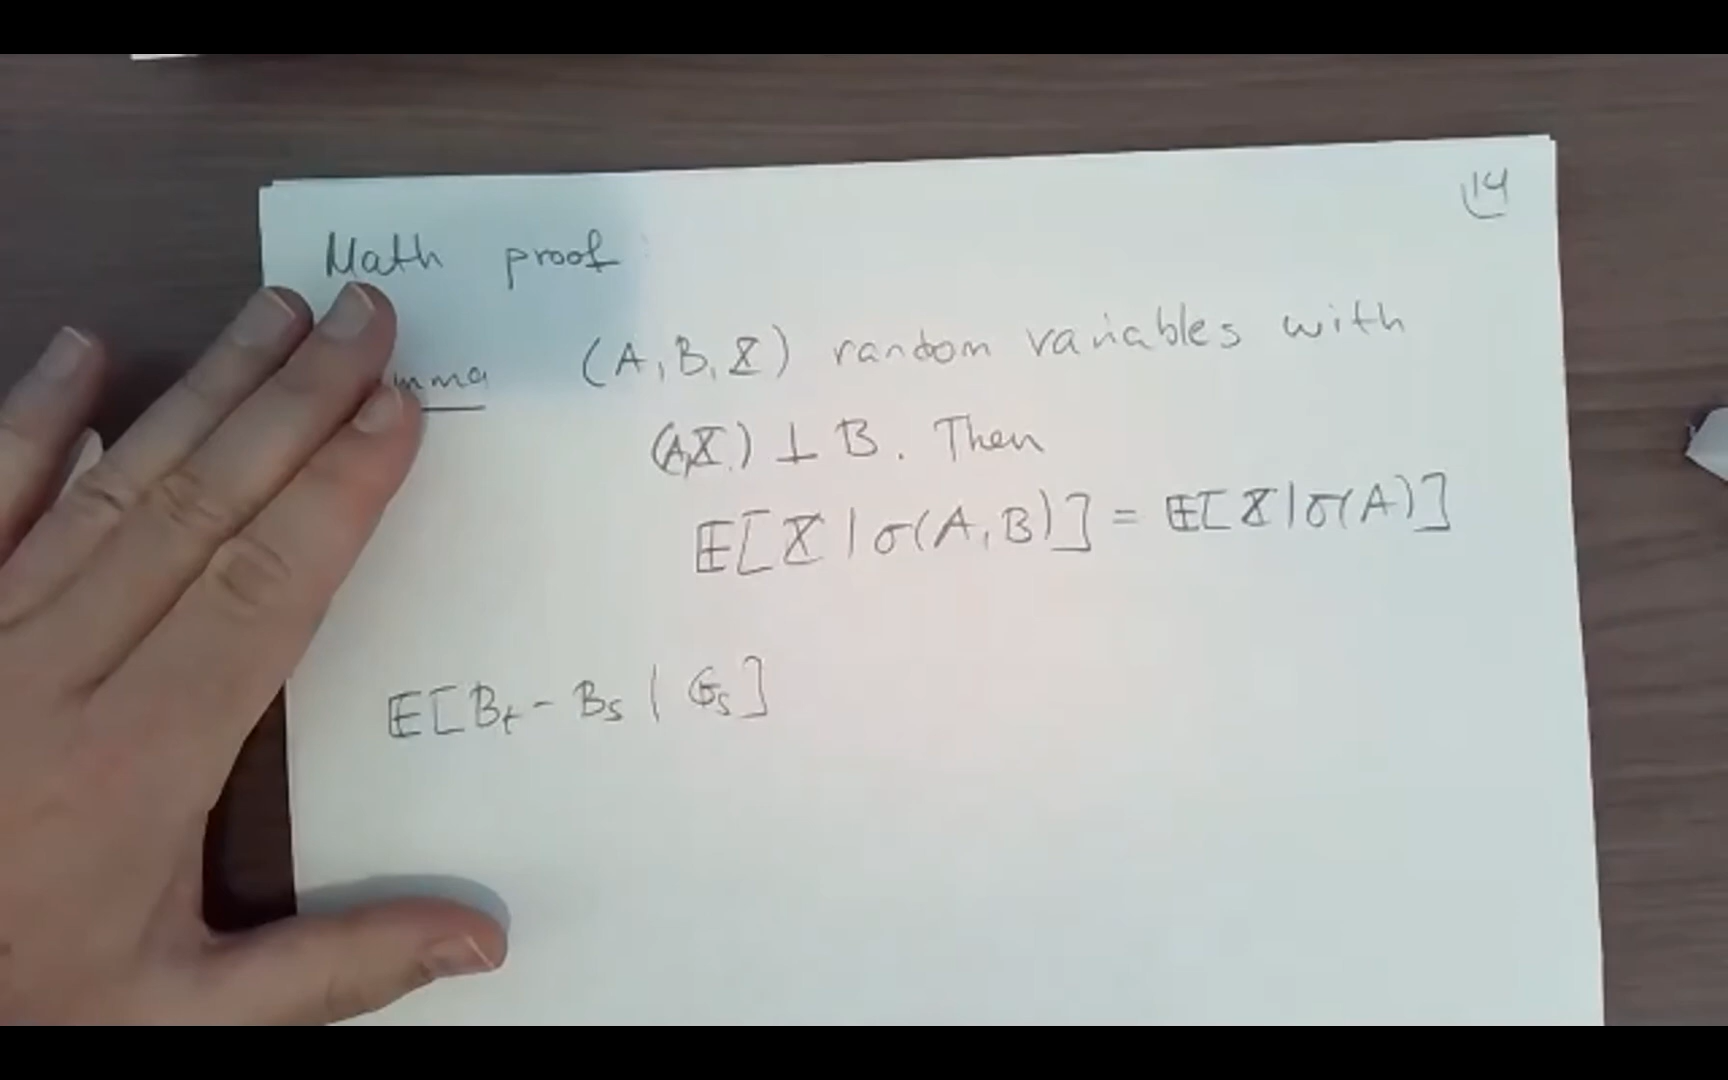 14
Math proof
mma (A, B, X) random variables with
(A,X) ⊥ B. Then
𝔼[X | σ(A, B)] = 𝔼[X | σ(A)]
𝔼[B_t - B_s | G_s]